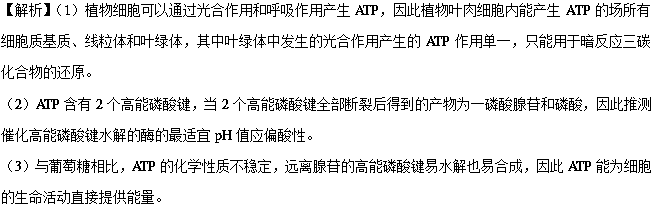 【解析】（1）植物细胞可以通过光合作用和呼吸作用产生 ATP，因此植物叶肉细胞内能产生 ATP 的场所有
细胞质基质、线粒体和叶绿体，其中叶绿体中发生的光合作用产生的 ATP 作用单一，只能用于暗反应三碳
化合物的还原。
（2）ATP 含有 2 个高能磷酸键，当 2 个高能磷酸键全部断裂后得到的产物为一磷酸腺苷和磷酸，因此推测
催化高能磷酸键水解的酶的最适宜 pH 值应偏酸性。
（3）与葡萄糖相比，ATP 的化学性质不稳定，远离腺苷的高能磷酸键易水解也易合成，因此 ATP 能为细胞
的生命活动直接提供能量。